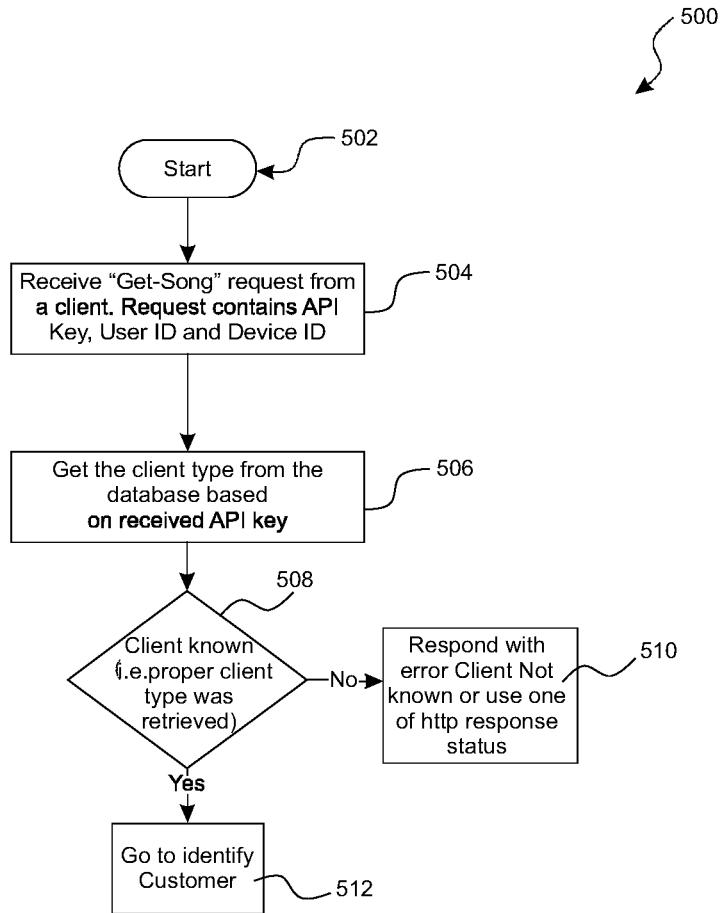 500
502
Start
Receive “Get-Song” request from
a client. Request contains API
Key, User ID and Device ID
504
Get the client type from the
database based
on received API key
506
508
Client known
(i.e.proper client
type was
retrieved)
No
Respond with
error Client Not
known or use one
of http response
status
510
Yes
Go to identify
Customer
512